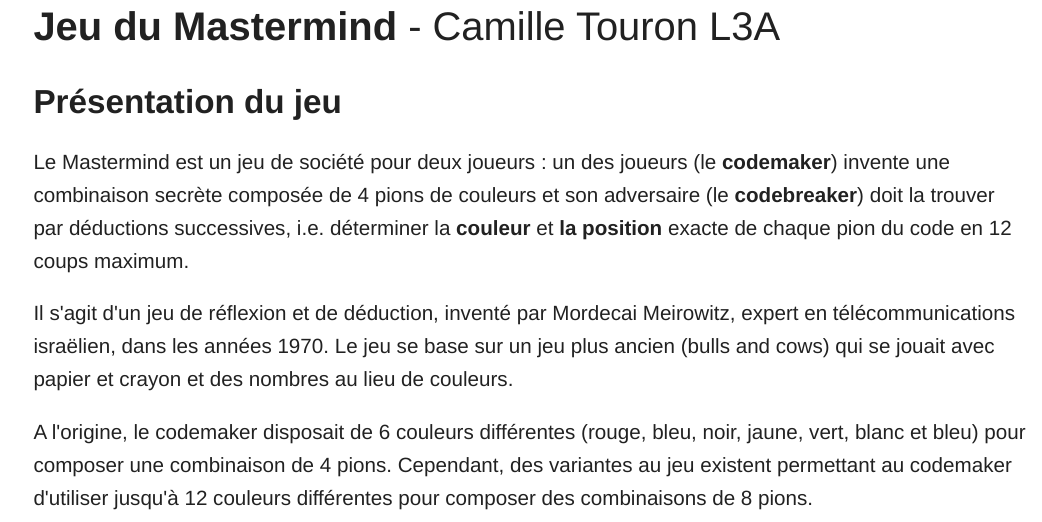 Jeu du Mastermind - Camille Touron L3A
Présentation du jeu
Le Mastermind est un jeu de société pour deux joueurs : un des joueurs (le codemaker) invente une
combinaison secrète composée de 4 pions de couleurs et son adversaire (le codebreaker) doit la trouver
par déductions successives, i.e. déterminer la couleur et la position exacte de chaque pion du code en 12
coups maximum.
Il s'agit d'un jeu de réflexion et de déduction, inventé par Mordecai Meirowitz, expert en télécommunications
israëlien, dans les années 1970. Le jeu se base sur un jeu plus ancien (bulls and cows) qui se jouait avec
papier et crayon et des nombres au lieu de couleurs.
A l'origine, le codemaker disposait de 6 couleurs différentes (rouge, bleu, noir, jaune, vert, blanc et bleu) pour
composer une combinaison de 4 pions. Cependant, des variantes au jeu existent permettant au codemaker
d'utiliser jusqu'à 12 couleurs différentes pour composer des combinaisons de 8 pions.